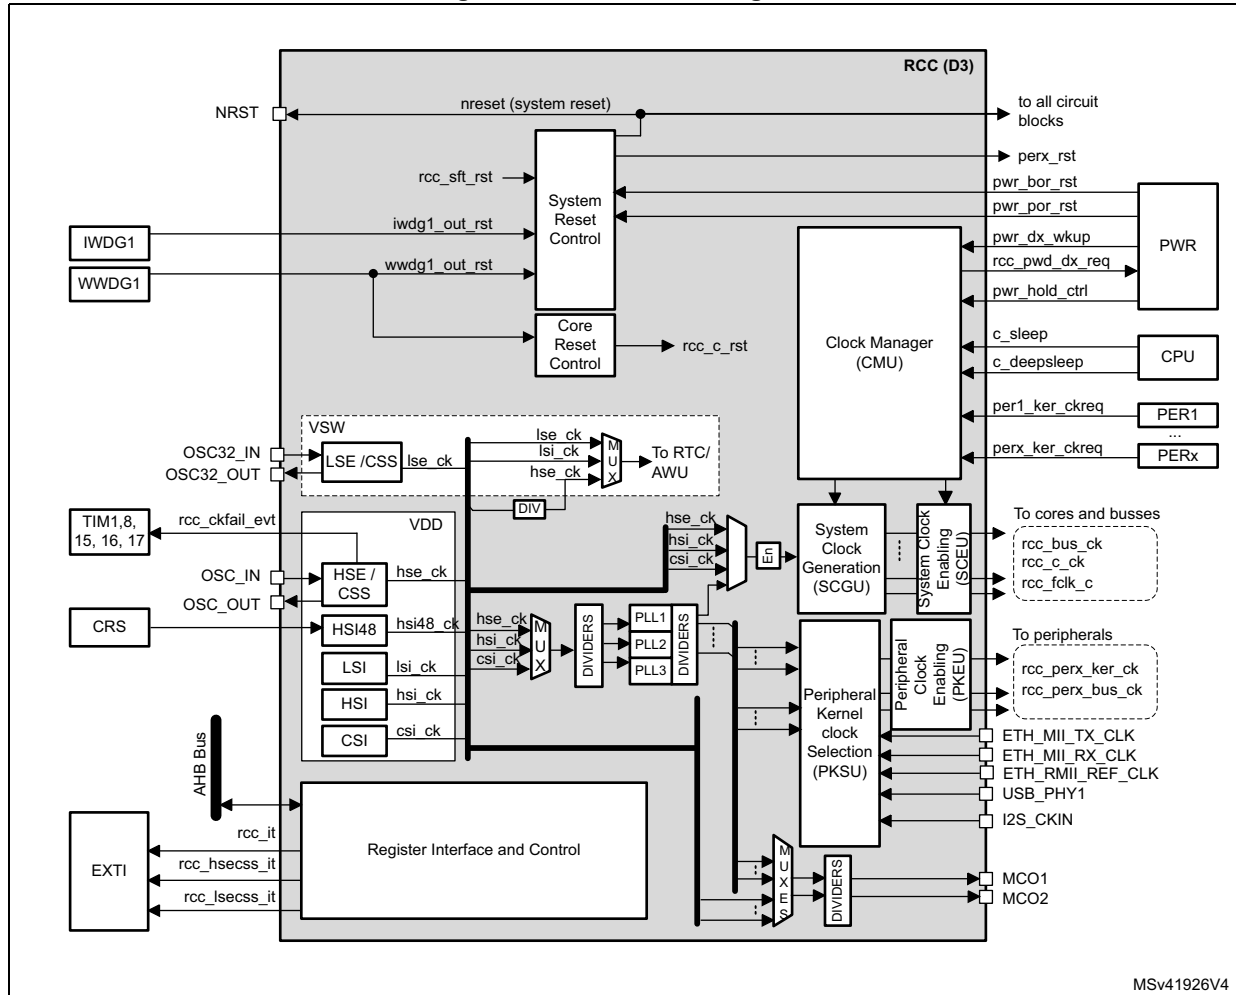 RCC (D3)
NRST
nreset (system reset)
to all circuit
blocks
perx_rst
rcc_sft_rst
System
Reset
Control
pwr_bor_rst
pwr_por_rst
IWDG1
iwdg1_out_rst
WWDG1
wwdg1_out_rst
pwr_dx_wkup
rcc_pwd_dx_req
pwr_hold_ctrl
PWR
Core
Reset
Control
rcc_c_rst
Clock Manager
(CMU)
c_sleep
c_deepsleep
CPU
per1_ker_ckreq
PER1
...
perx_ker_ckreq
PERx
VSW
OSC32_IN
OSC32_OUT
LSE /CSS
lse_ck
lse_ck
lsi_ck
hse_ck
M
U
X
To RTC/
AWU
DIV
TIM1,8,
15, 16, 17
rcc_ckfail_evt
VDD
OSC_IN
OSC_OUT
HSE /
CSS
hse_ck
CRS
HSI48
hsi48_ck
LSI
lsi_ck
HSI
hsi_ck
CSI
csi_ck
hse_ck
hsi_ck
csi_ck
En
System
Clock
Generation
(SCGU)
System Clock
Enabling
(SCEU)
To cores and busses
rcc_bus_ck
rcc_c_ck
rcc_fclk_c
hse_ck
hsi_ck
csi_ck
M
U
X
DIVIDERS
PLL1
PLL2
PLL3
DIVIDERS
Peripheral
Kernel
clock
Selection
(PKSU)
Peripheral
Clock
Enabling
(PKEU)
To peripherals
rcc_perx_ker_ck
rcc_perx_bus_ck
ETH_MII_TX_CLK
ETH_MII_RX_CLK
ETH_RMII_REF_CLK
USB_PHY1
I2S_CKIN
AHB Bus
EXTI
rcc_it
rcc_hsecss_it
rcc_lsecss_it
Register Interface and Control
M
U
X
E
S
DIVIDERS
MCO1
MCO2
MSv41926V4